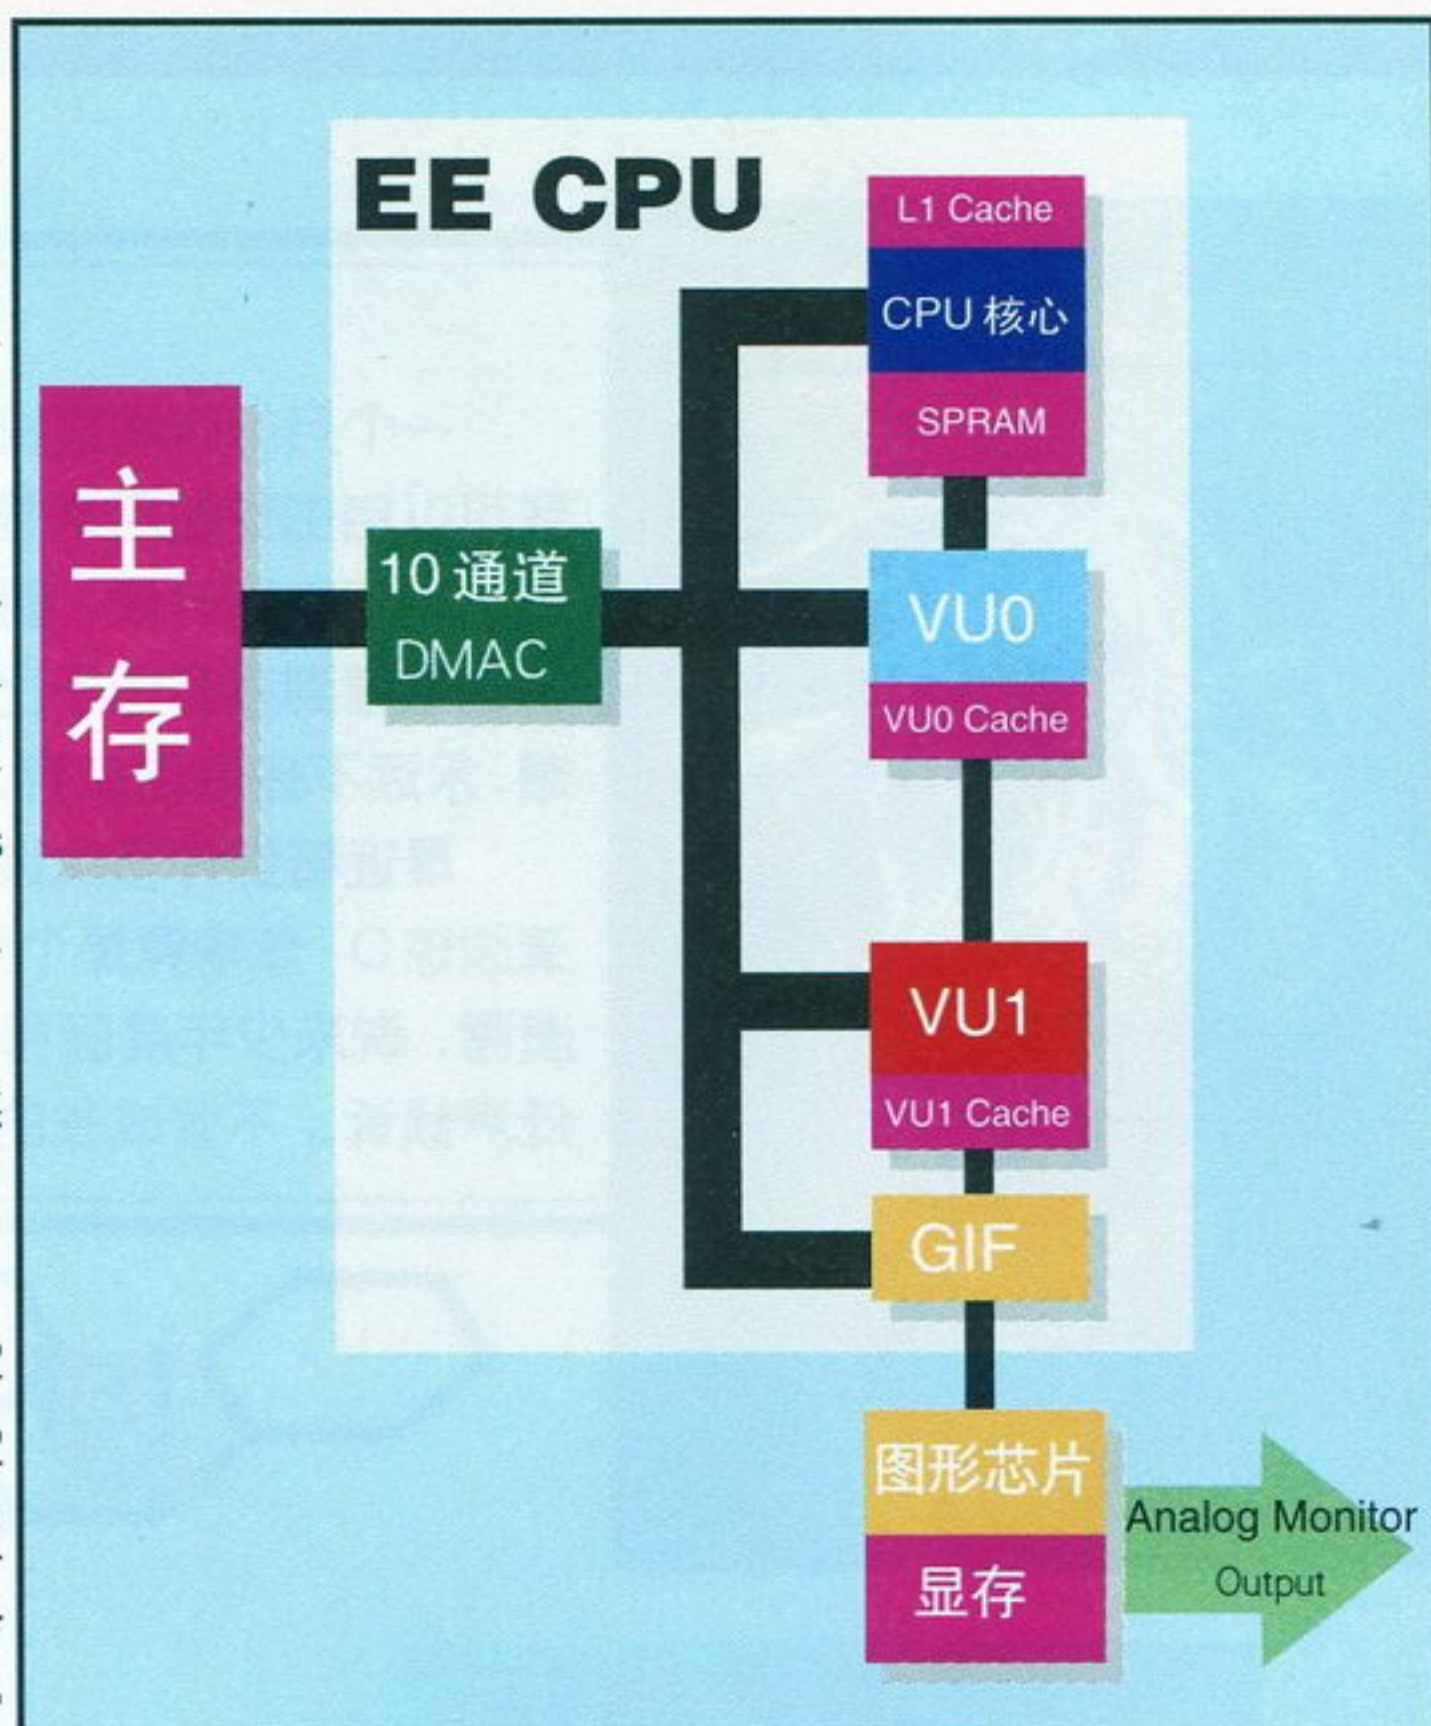 EE CPU
L1 Cache
CPU 核心
SPRAM
主
存
10 通道
DMAC
VU0
VU0 Cache
VU1
VU1 Cache
GIF
图形芯片
显存
Analog Monitor
Output